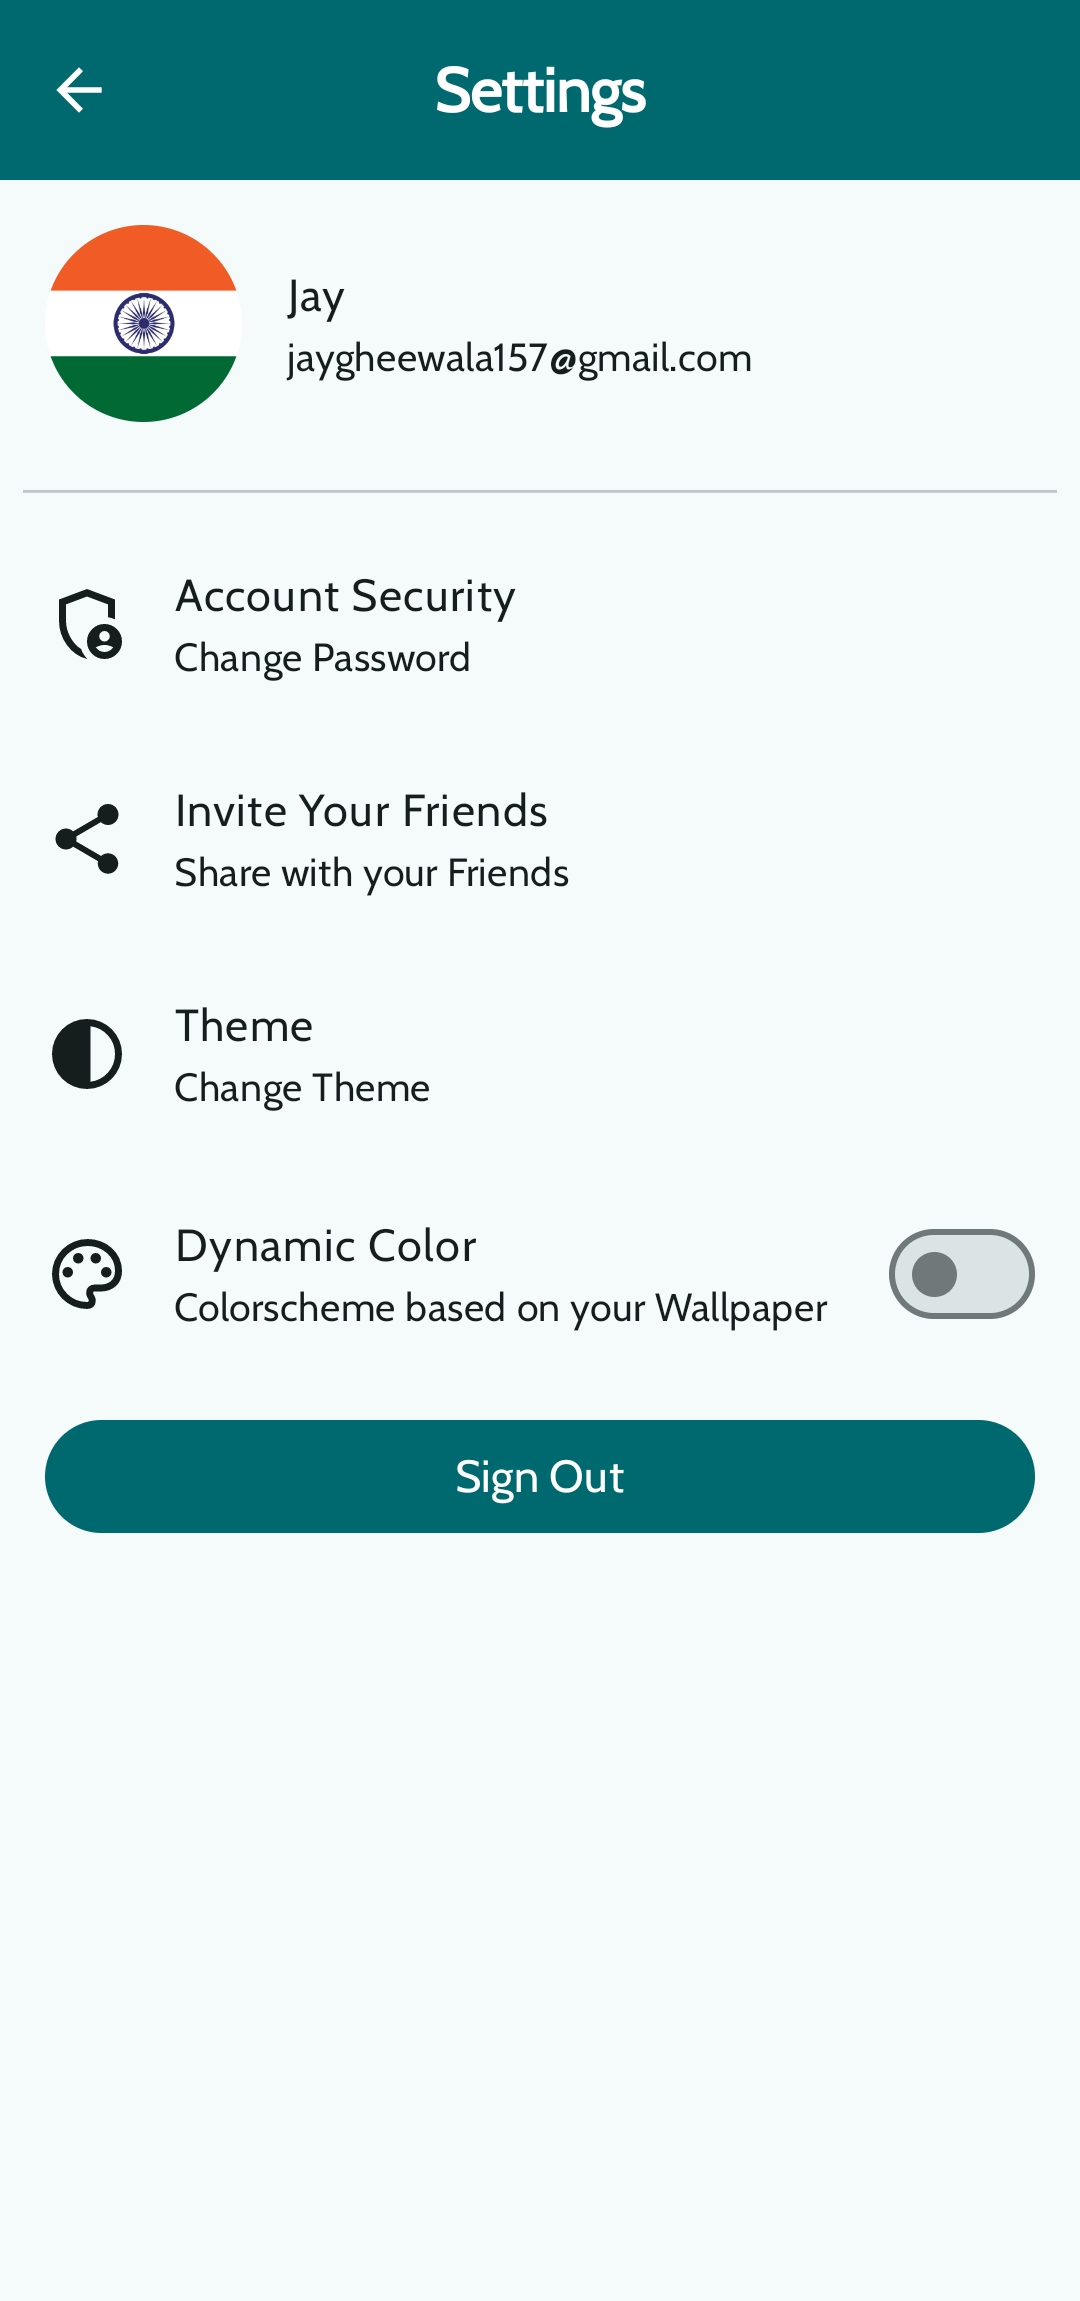 Settings
Jay
jaygheewala157@gmail.com
Account Security
Change Password
Invite Your Friends
Share with your Friends
Theme
Change Theme
Dynamic Color
Colorscheme based on your Wallpaper
Sign Out